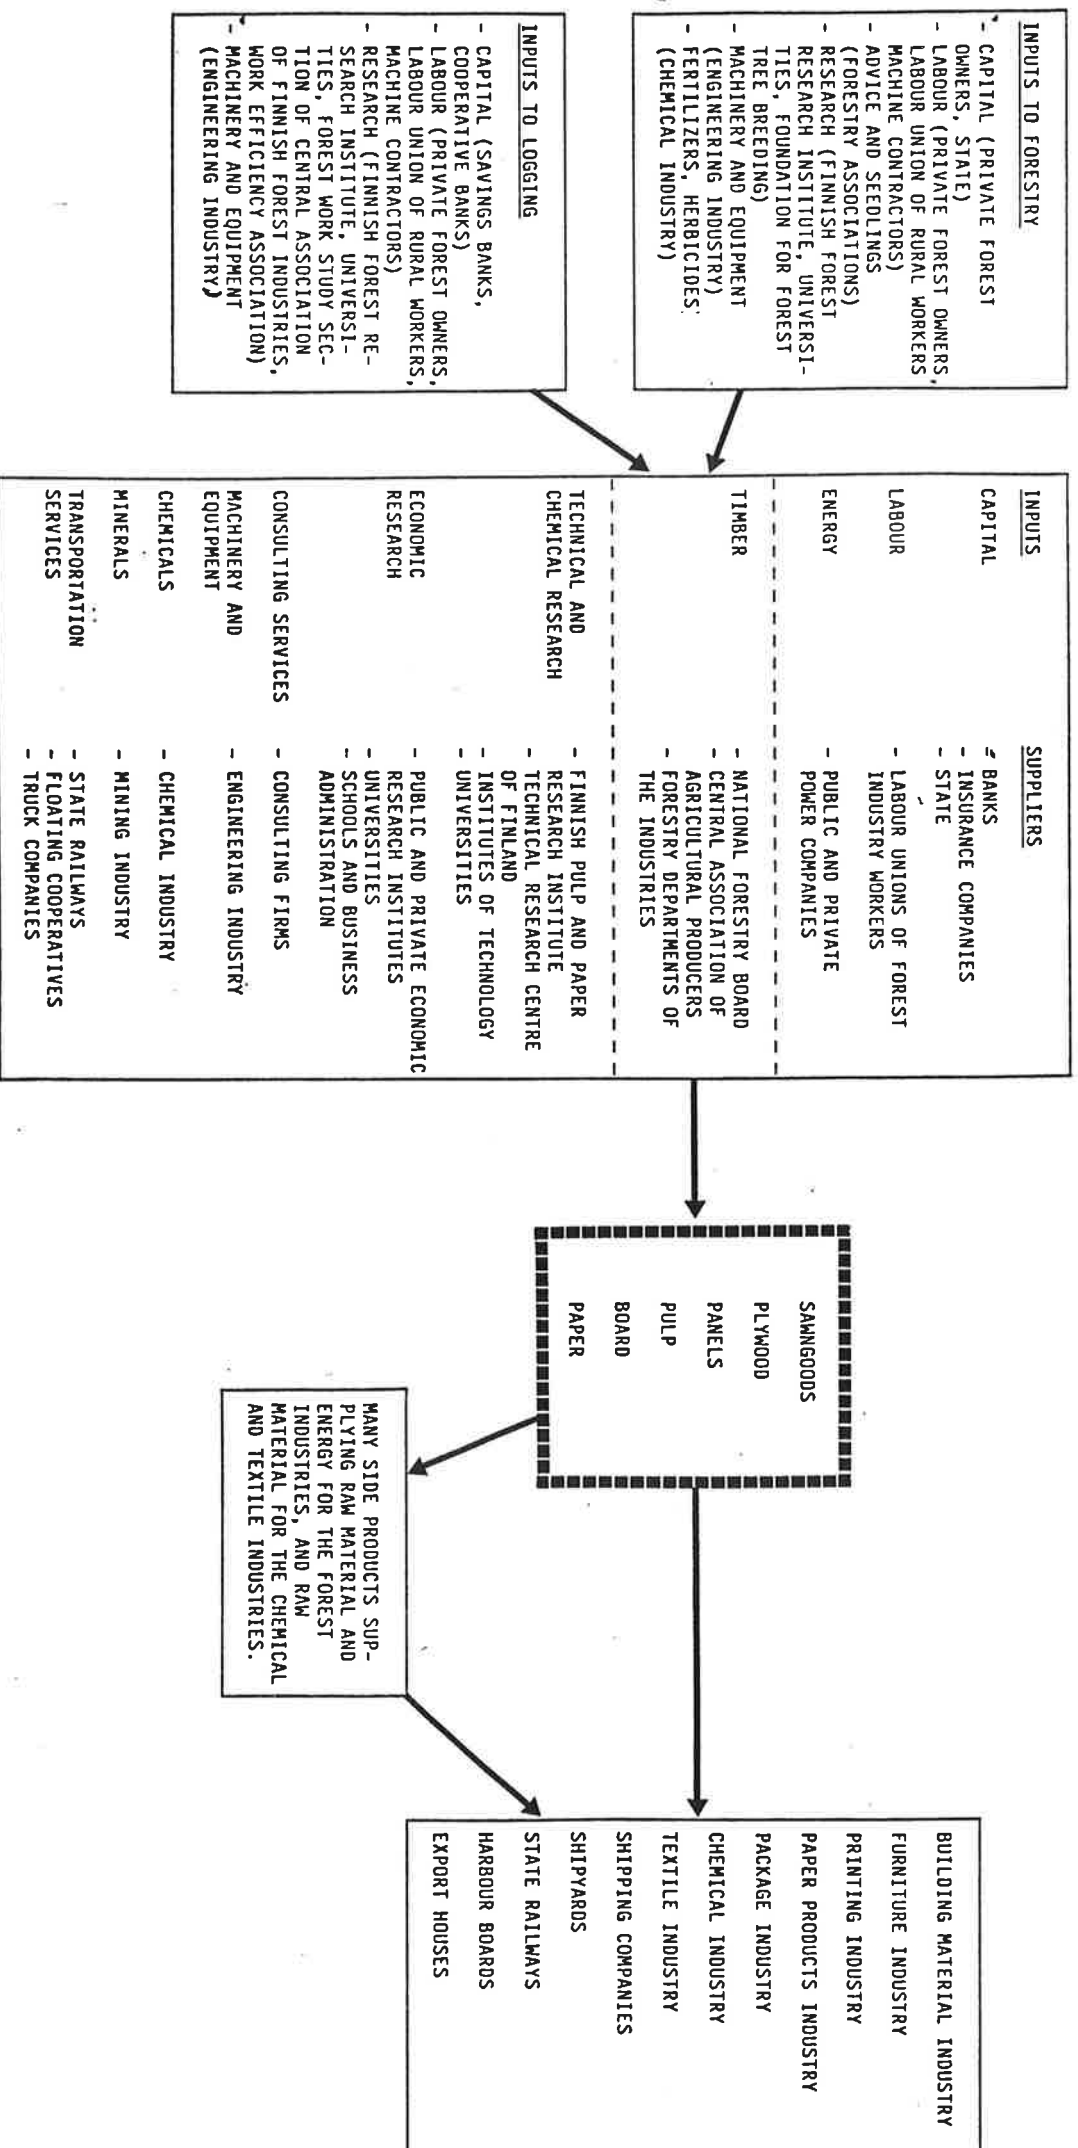 INPUTS TO FORESTRY
- CAPITAL (PRIVATE FOREST
OWNERS, STATE)
- LABOUR (PRIVATE FOREST OWNERS,
LABOUR UNION OF RURAL WORKERS
MACHINE CONTRACTORS)
- ADVICE AND SEEDLINGS
(FORESTRY ASSOCIATIONS)
- RESEARCH (FINNISH FOREST
RESEARCH INSTITUTE, UNIVERSI-
TIES, FOUNDATION FOR FOREST
TREE BREEDING)
- MACHINERY AND EQUIPMENT
(ENGINEERING INDUSTRY)
- FERTILIZERS, HERBICIDES
(CHEMICAL INDUSTRY)
INPUTS TO LOGGING
- CAPITAL (SAVINGS BANKS,
COOPERATIVE BANKS)
- LABOUR (PRIVATE FOREST OWNERS,
LABOUR UNION OF RURAL WORKERS,
MACHINE CONTRACTORS)
- RESEARCH (FINNISH FOREST RE-
SEARCH INSTITUTE, UNIVERSI-
TIES, FOREST WORK STUDY SEC-
TION OF CENTRAL ASSOCIATION
OF FINNISH FOREST INDUSTRIES,
WORK EFFICIENCY ASSOCIATION)
- MACHINERY AND EQUIPMENT
(ENGINEERING INDUSTRY)
INPUTS SUPPLIERS
CAPITAL - BANKS
- INSURANCE COMPANIES
- STATE
LABOUR - LABOUR UNIONS OF FOREST
INDUSTRY WORKERS
ENERGY - PUBLIC AND PRIVATE
POWER COMPANIES
TIMBER - NATIONAL FORESTRY BOARD
- CENTRAL ASSOCIATION OF
AGRICULTURAL PRODUCERS
- FORESTRY DEPARTMENTS OF
THE INDUSTRIES
TECHNICAL AND - FINNISH PULP AND PAPER
CHEMICAL RESEARCH RESEARCH INSTITUTE
- TECHNICAL RESEARCH CENTRE
OF FINLAND
- INSTITUTES OF TECHNOLOGY
- UNIVERSITIES
ECONOMIC - PUBLIC AND PRIVATE ECONOMIC
RESEARCH RESEARCH INSTITUTES
- UNIVERSITIES
- SCHOOLS AND BUSINESS
ADMINISTRATION
CONSULTING SERVICES - CONSULTING FIRMS
MACHINERY AND - ENGINEERING INDUSTRY
EQUIPMENT
CHEMICALS - CHEMICAL INDUSTRY
MINERALS - MINING INDUSTRY
TRANSPORTATION - STATE RAILWAYS
SERVICES - FLOATING COOPERATIVES
- TRUCK COMPANIES
SAWNGOODS
PLYWOOD
PANELS
PULP
BOARD
PAPER
MANY SIDE PRODUCTS SUP-
PLYING RAW MATERIAL AND
ENERGY FOR THE FOREST
INDUSTRIES, AND RAW
MATERIAL FOR THE CHEMICAL
AND TEXTILE INDUSTRIES.
BUILDING MATERIAL INDUSTRY
FURNITURE INDUSTRY
PRINTING INDUSTRY
PAPER PRODUCTS INDUSTRY
PACKAGE INDUSTRY
CHEMICAL INDUSTRY
TEXTILE INDUSTRY
SHIPPING COMPANIES
SHIPYARDS
STATE RAILWAYS
HARBOUR BOARDS
EXPORT HOUSES